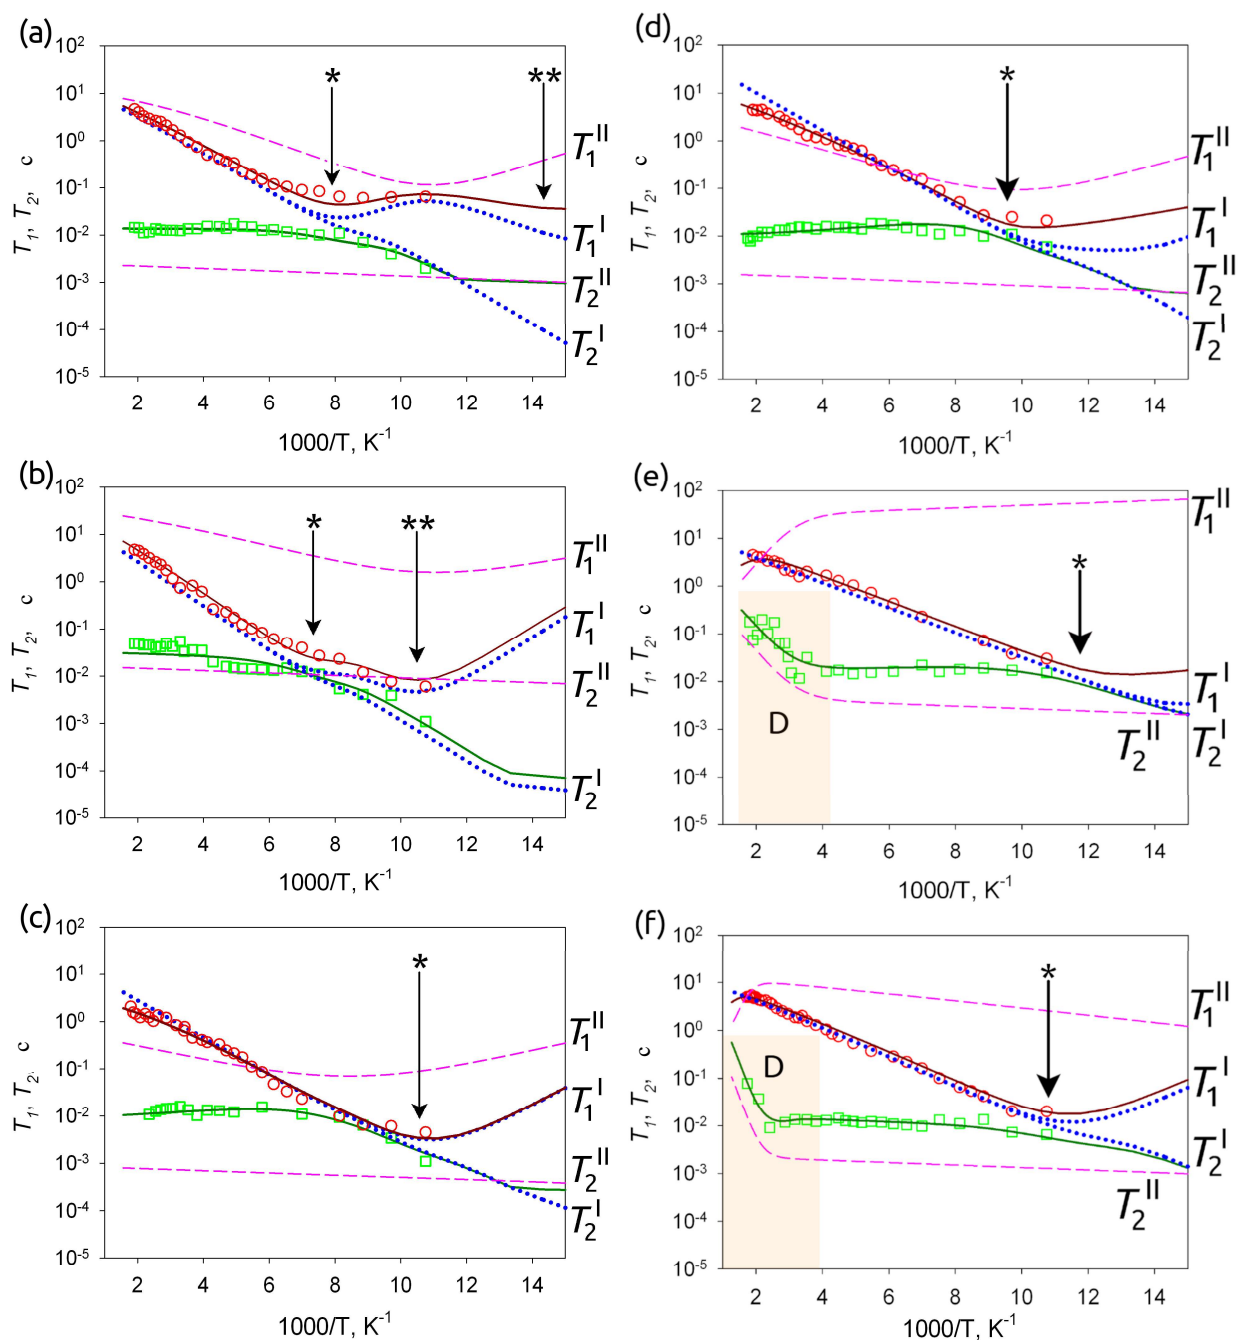 (a)
10²
10¹
10⁰
10⁻¹
10⁻²
10⁻³
10⁻⁴
10⁻⁵
T₁, T₂, c
* **
T₁ᴵᴵ
T₁ᴵ
T₂ᴵᴵ
T₂ᴵ
2 4 6 8 10 12 14
1000/T, K⁻¹
(b)
10²
10¹
10⁰
10⁻¹
10⁻²
10⁻³
10⁻⁴
10⁻⁵
T₁, T₂, c
* **
T₁ᴵᴵ
T₁ᴵ
T₂ᴵᴵ
T₂ᴵ
2 4 6 8 10 12 14
1000/T, K⁻¹
(c)
10²
10¹
10⁰
10⁻¹
10⁻²
10⁻³
10⁻⁴
10⁻⁵
T₁, T₂, c
*
T₁ᴵᴵ
T₁ᴵ
T₂ᴵᴵ
T₂ᴵ
2 4 6 8 10 12 14
1000/T, K⁻¹
(d)
10²
10¹
10⁰
10⁻¹
10⁻²
10⁻³
10⁻⁴
10⁻⁵
T₁, T₂, c
*
T₁ᴵᴵ
T₁ᴵ
T₂ᴵᴵ
T₂ᴵ
2 4 6 8 10 12 14
1000/T, K⁻¹
(e)
10²
10¹
10⁰
10⁻¹
10⁻²
10⁻³
10⁻⁴
10⁻⁵
T₁, T₂, c
*
D
T₁ᴵᴵ
T₁ᴵ
T₂ᴵᴵ T₂ᴵ
2 4 6 8 10 12 14
1000/T, K⁻¹
(f)
10²
10¹
10⁰
10⁻¹
10⁻²
10⁻³
10⁻⁴
10⁻⁵
T₁, T₂, c
*
D
T₁ᴵᴵ
T₁ᴵ
T₂ᴵ
T₂ᴵᴵ
2 4 6 8 10 12 14
1000/T, K⁻¹